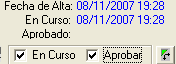 Fecha de Alta: 08/11/2007 19:28
En Curso: 08/11/2007 19:28
Aprobado:
En Curso Aprobar